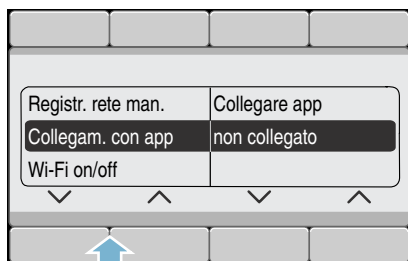 Registr. rete man.
Collegare app
Collegam. con app
non collegato
Wi-Fi on/off